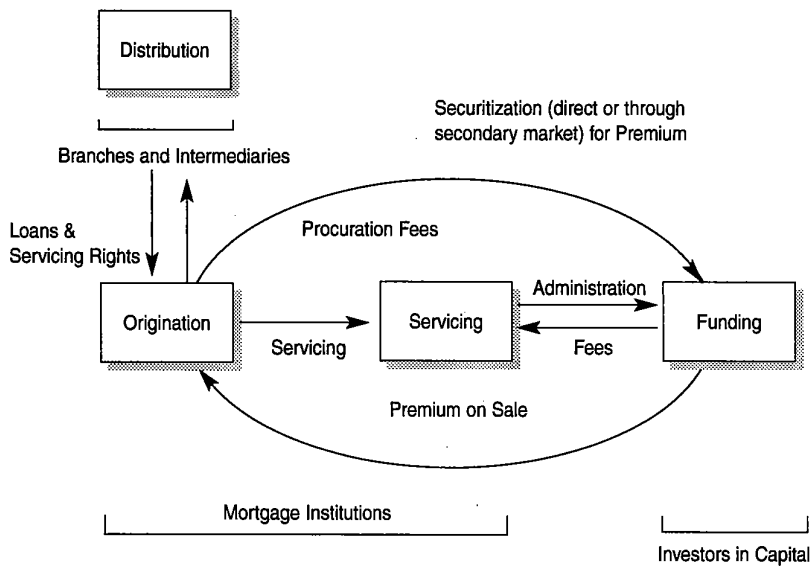 Distribution
Securitization (direct or through
secondary market) for Premium
Branches and Intermediaries
Loans &
Servicing Rights
Procuration Fees
Administration
Origination
Servicing
Funding
Servicing
Fees
Premium on Sale
Mortgage Institutions
Investors in Capital